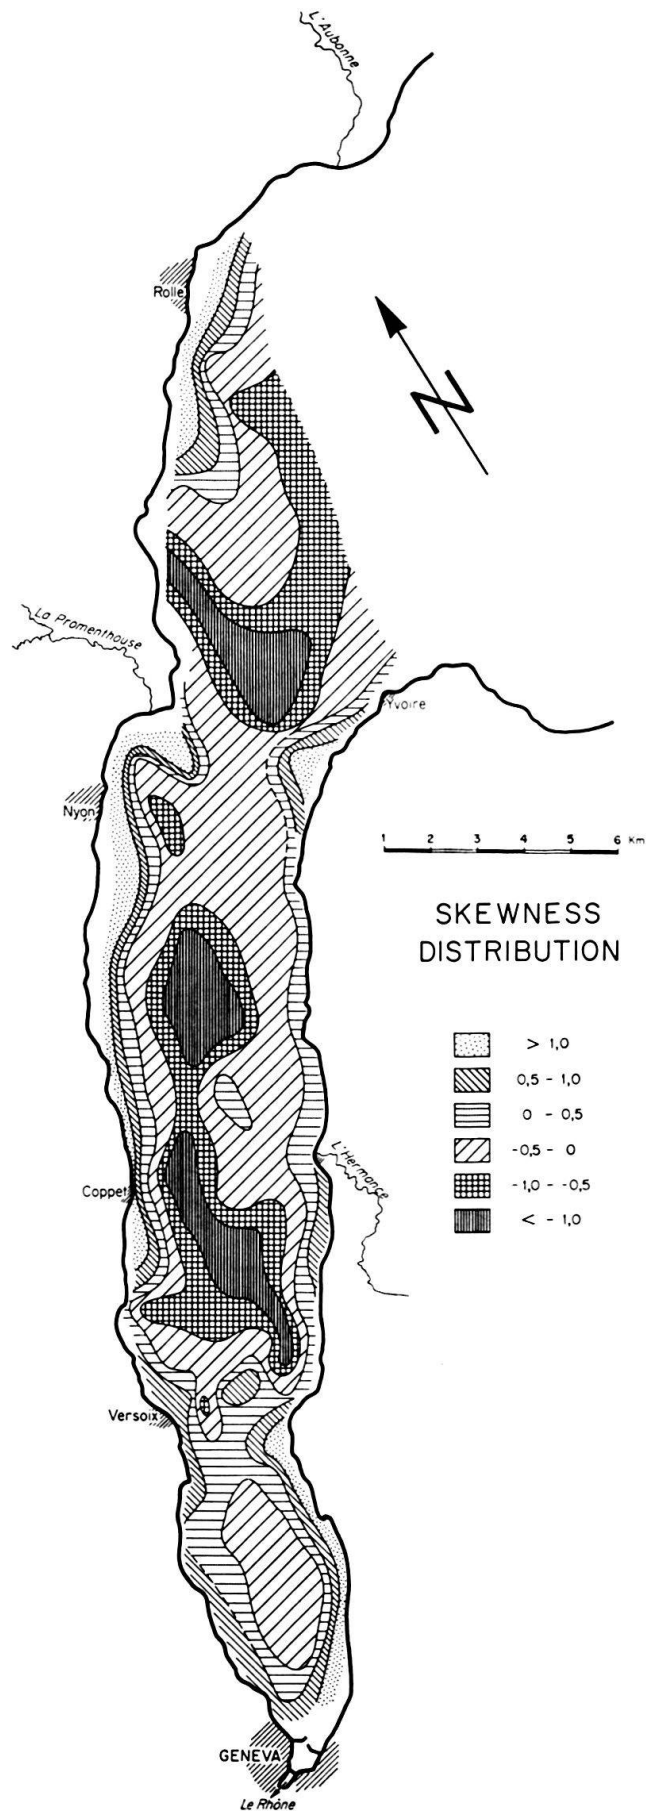 L'Aubonne
Rolle
N
La Promenthouse
Yvoire
Nyon
1 2 3 4 5 6 Km
SKEWNESS
DISTRIBUTION
> 1,0
0,5 - 1,0
0 - 0,5
-0,5 - 0
-1,0 - -0,5
< - 1,0
L'Hermance
Coppet
Versoix
GENEVA
Le Rhône